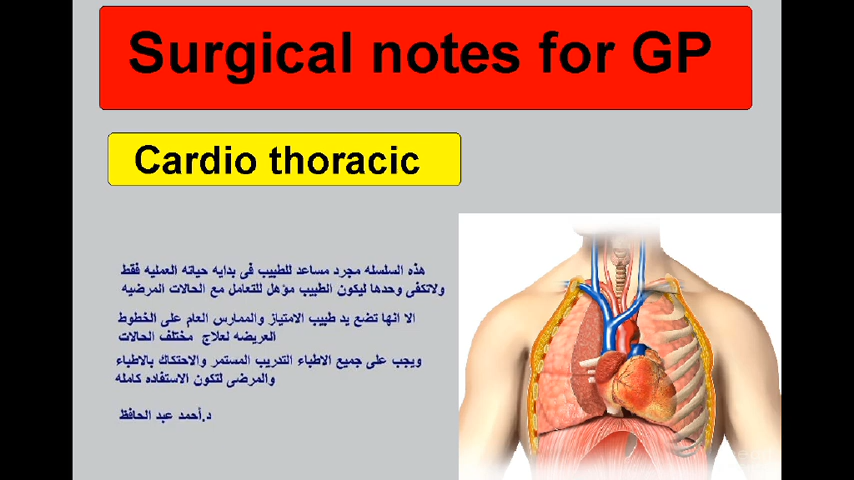 Surgical notes for GP
Cardio thoracic
هذه السلسله مجرد مساعد للطبيب فى بدايه حياته العمليه فقط
ولاتكفى وحدها ليكون الطبيب مؤهل للتعامل مع الحالات المرضيه
الا انها تضع يد طبيب الامتياز والممارس العام على الخطوط
العريضه لعلاج مختلف الحالات
ويجب على جميع الاطباء التدريب المستمر والاحتكاك بالاطباء
والمرضى لتكون الاستفاده كامله
د.أحمد عبد الحافظ